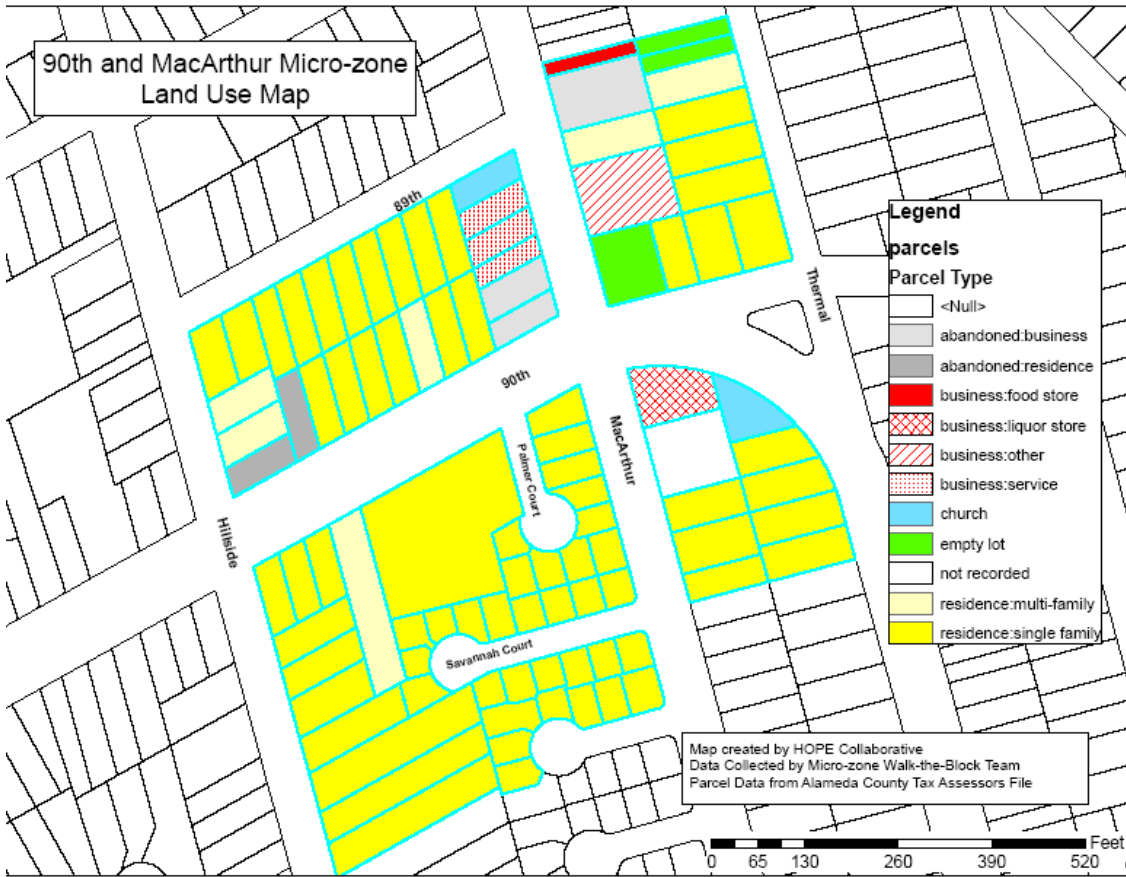 90th and MacArthur Micro-zone
Land Use Map
89th
90th
Hillside
Palmer Court
MacArthur
Thermal
Savannah Court
Legend
parcels
Parcel Type
<Null>
abandoned:business
abandoned:residence
business:food store
business:liquor store
business:other
business:service
church
empty lot
not recorded
residence:multi-family
residence:single family
Map created by HOPE Collaborative
Data Collected by Micro-zone Walk-the-Block Team
Parcel Data from Alameda County Tax Assessors File
Feet
0 65 130 260 390 520